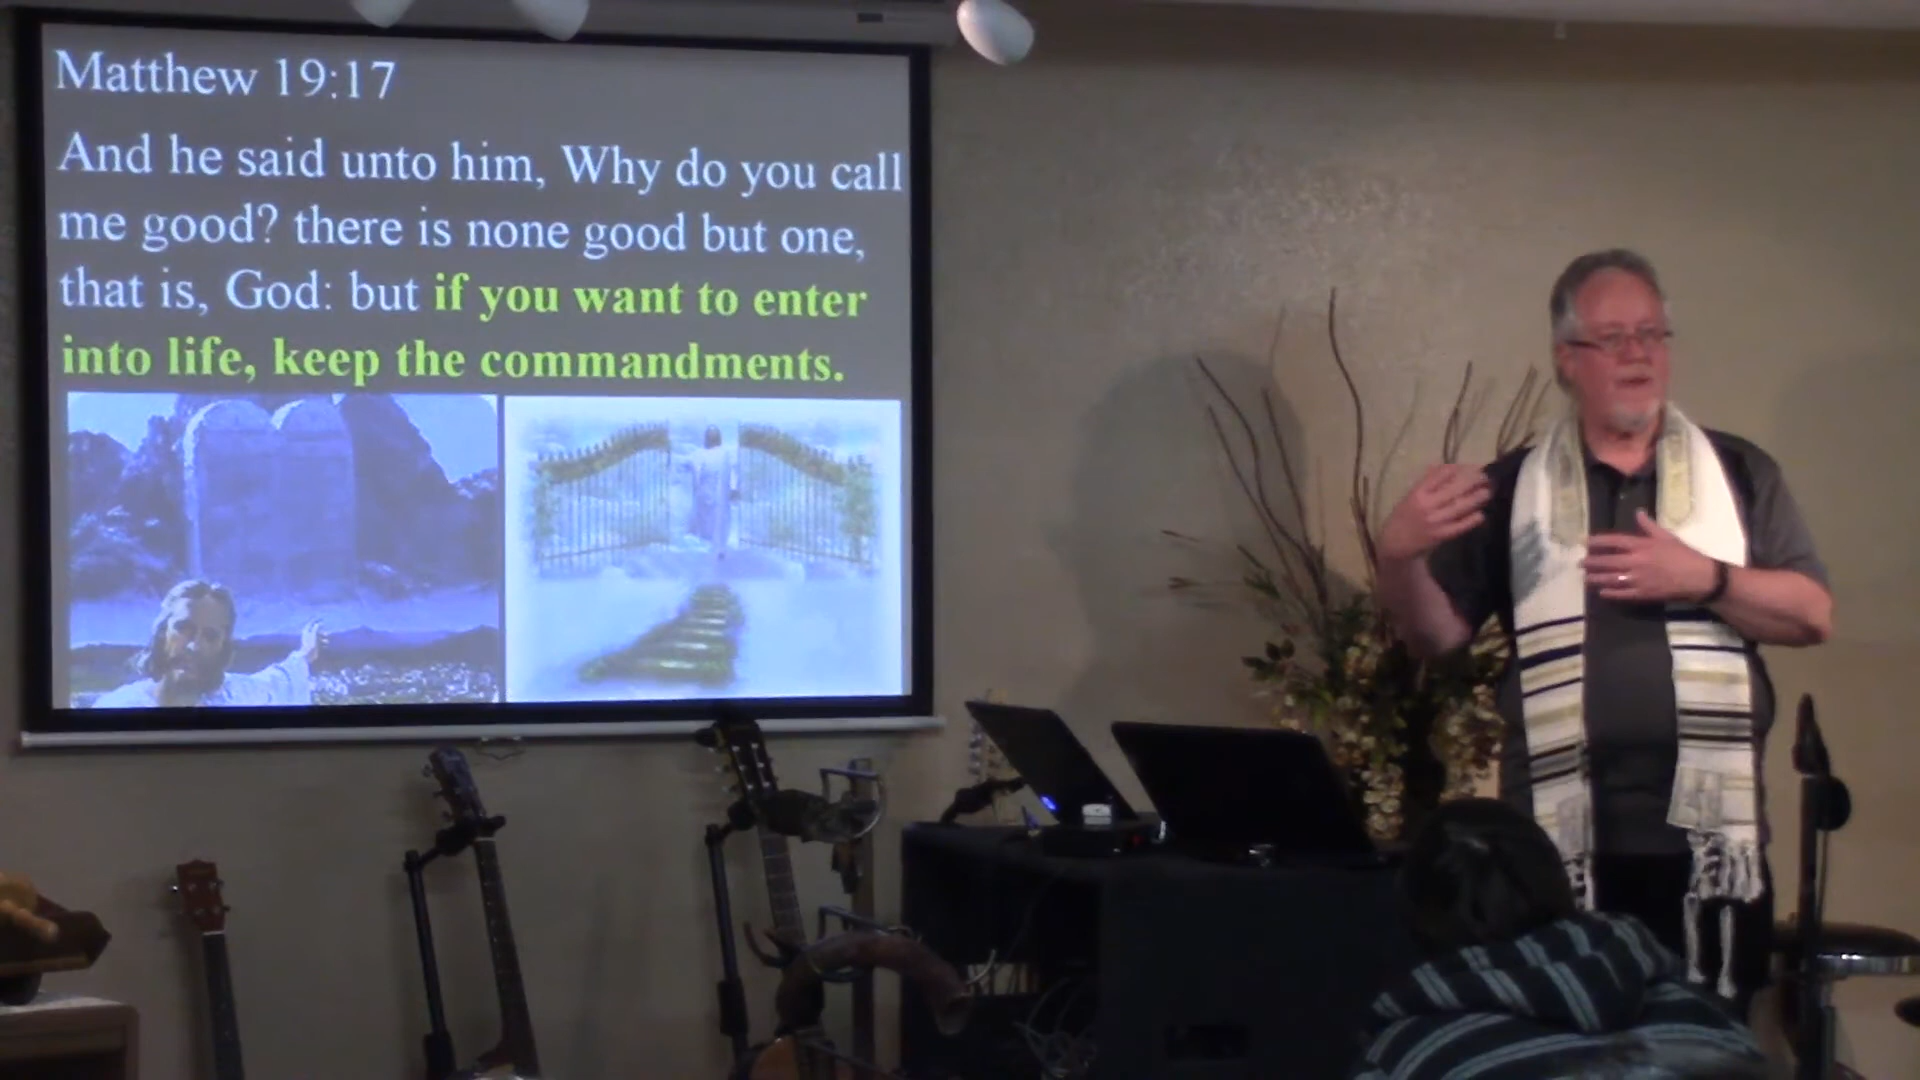 Matthew 19:17
And he said unto him, Why do you call
me good? there is none good but one,
that is, God: but if you want to enter
into life, keep the commandments.